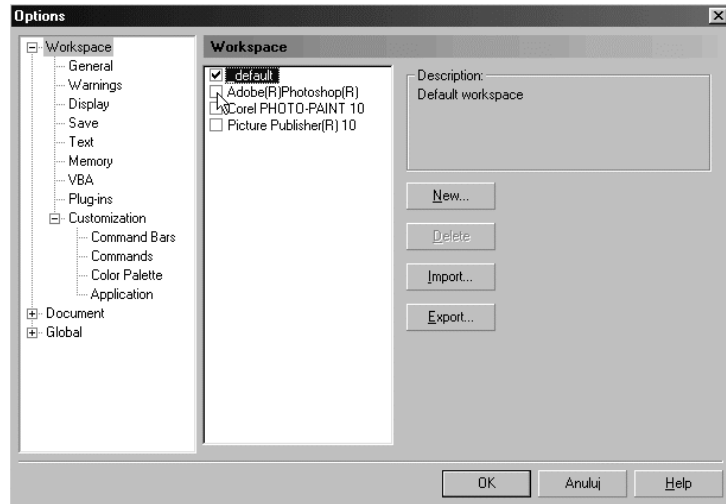 Options
Workspace
General
Warnings
Display
Save
Text
Memory
VBA
Plug-ins
Customization
Command Bars
Commands
Color Palette
Application
Document
Global
Workspace
_default
Adobe(R)Photoshop(R)
Corel PHOTO-PAINT 10
Picture Publisher(R) 10
Description:
Default workspace
New...
Delete
Import...
Export...
OK
Anuluj
Help